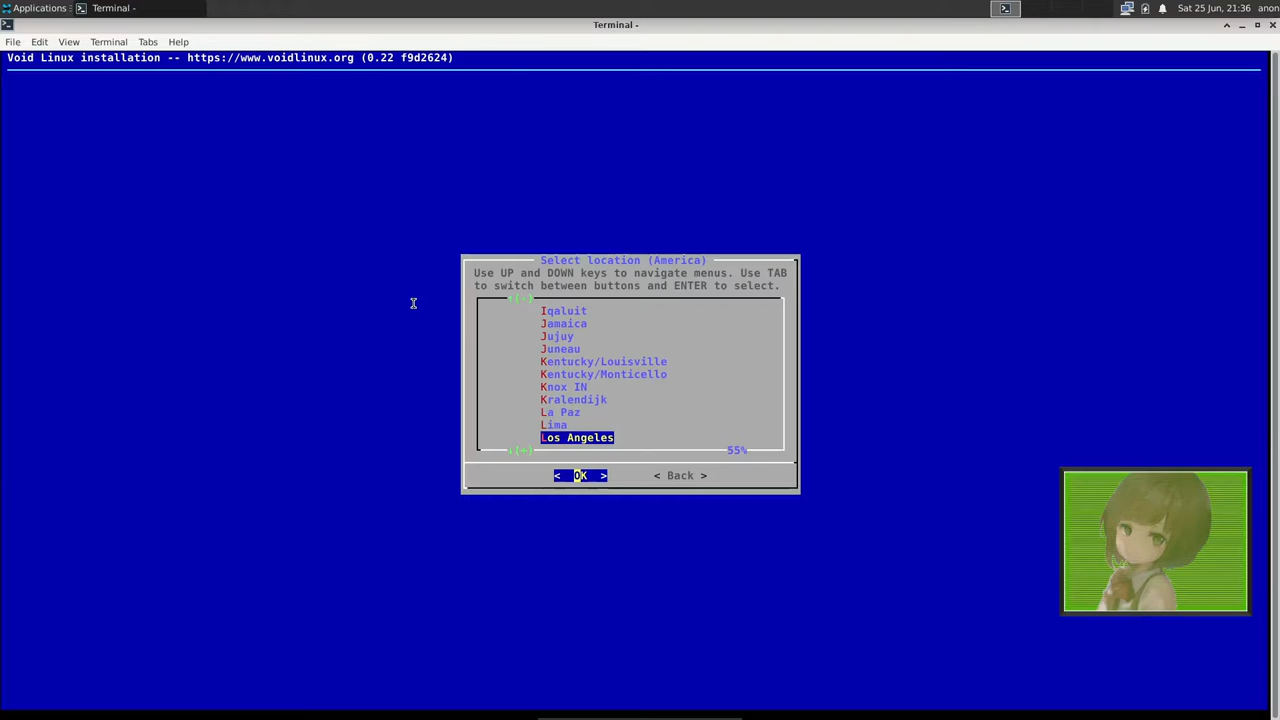 Applications
Terminal -
Sat 25 Jun, 21:36 anon
Terminal -
File Edit View Terminal Tabs Help
Void Linux installation -- https://www.voidlinux.org (0.22 f9d2624)
Select location (America)
Use UP and DOWN keys to navigate menus. Use TAB
to switch between buttons and ENTER to select.
↑(-)
Iqaluit
Jamaica
Jujuy
Juneau
Kentucky/Louisville
Kentucky/Monticello
Knox IN
Kralendijk
La Paz
Lima
Los Angeles
↓(+) 55%
< OK > < Back >